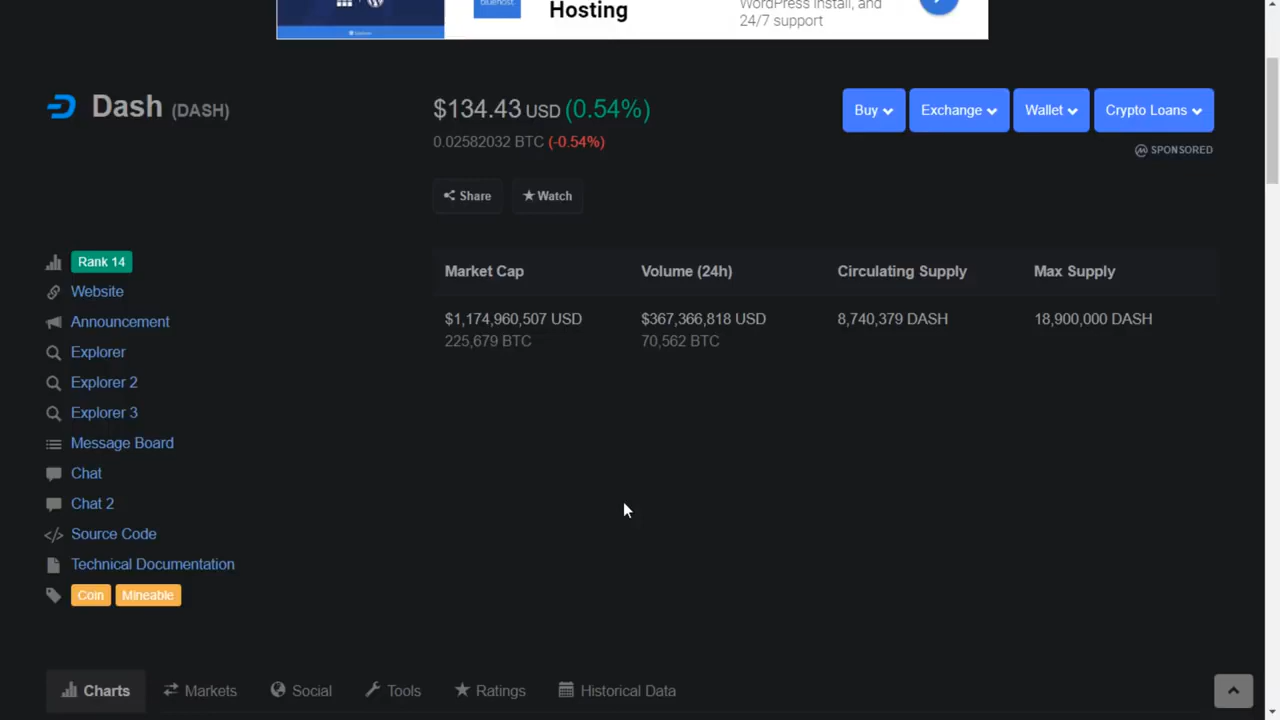 bluehost
Hosting
WordPress install, and
24/7 support
Dash (DASH)
$134.43 USD (0.54%)
0.02582032 BTC (-0.54%)
Buy
Exchange
Wallet
Crypto Loans
SPONSORED
Share
Watch
Rank 14
Website
Announcement
Explorer
Explorer 2
Explorer 3
Message Board
Chat
Chat 2
Source Code
Technical Documentation
Coin Mineable
Market Cap Volume (24h) Circulating Supply Max Supply
$1,174,960,507 USD $367,366,818 USD 8,740,379 DASH 18,900,000 DASH
225,679 BTC 70,562 BTC
Charts Markets Social Tools Ratings Historical Data